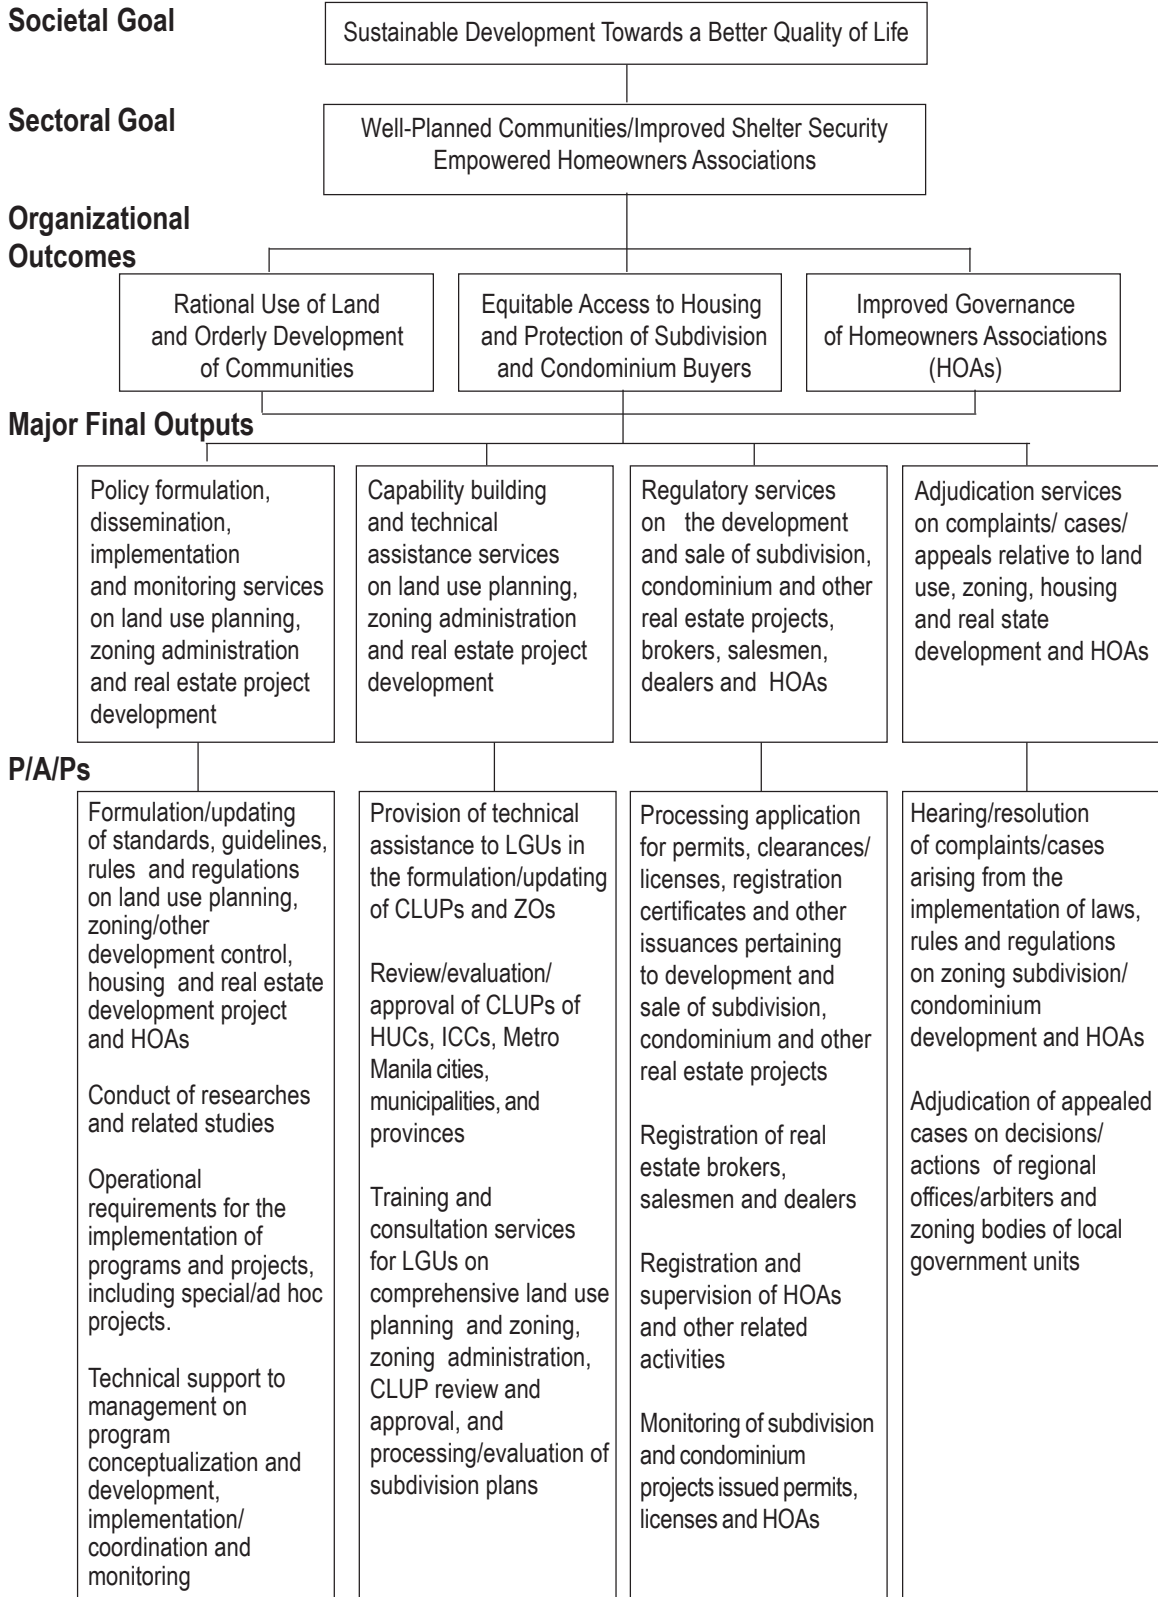 Societal Goal
Sustainable Development Towards a Better Quality of Life
Sectoral Goal
Well-Planned Communities/Improved Shelter Security
Empowered Homeowners Associations
Organizational
Outcomes
Rational Use of Land
and Orderly Development
of Communities
Equitable Access to Housing
and Protection of Subdivision
and Condominium Buyers
Improved Governance
of Homeowners Associations
(HOAs)
Major Final Outputs
Policy formulation,
dissemination,
implementation
and monitoring services
on land use planning,
zoning administration
and real estate project
development
Capability building
and technical
assistance services
on land use planning,
zoning administration
and real estate project
development
Regulatory services
on the development
and sale of subdivision,
condominium and other
real estate projects,
brokers, salesmen,
dealers and HOAs
Adjudication services
on complaints/ cases/
appeals relative to land
use, zoning, housing
and real state
development and HOAs
P/A/Ps
Formulation/updating
of standards, guidelines,
rules and regulations
on land use planning,
zoning/other
development control,
housing and real estate
development project
and HOAs
Conduct of researches
and related studies
Operational
requirements for the
implementation of
programs and projects,
including special/ad hoc
projects.
Technical support to
management on
program
conceptualization and
development,
implementation/
coordination and
monitoring
Provision of technical
assistance to LGUs in
the formulation/updating
of CLUPs and ZOs
Review/evaluation/
approval of CLUPs of
HUCs, ICCs, Metro
Manila cities,
municipalities, and
provinces
Training and
consultation services
for LGUs on
comprehensive land use
planning and zoning,
zoning administration,
CLUP review and
approval, and
processing/evaluation of
subdivision plans
Processing application
for permits, clearances/
licenses, registration
certificates and other
issuances pertaining
to development and
sale of subdivision,
condominium and other
real estate projects
Registration of real
estate brokers,
salesmen and dealers
Registration and
supervision of HOAs
and other related
activities
Monitoring of subdivision
and condominium
projects issued permits,
licenses and HOAs
Hearing/resolution
of complaints/cases
arising from the
implementation of laws,
rules and regulations
on zoning subdivision/
condominium
development and HOAs
Adjudication of appealed
cases on decisions/
actions of regional
offices/arbiters and
zoning bodies of local
government units